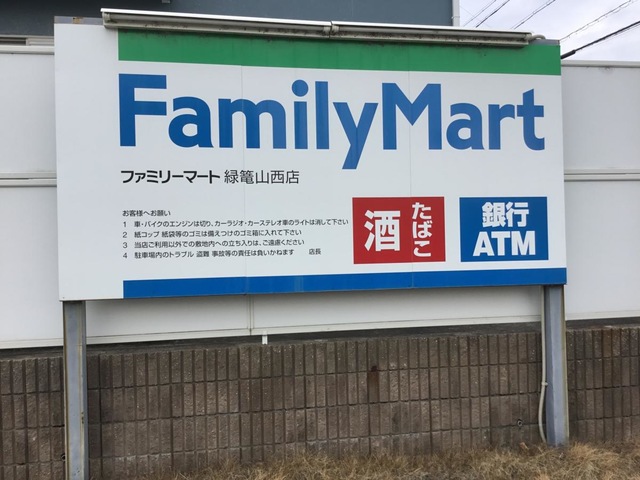 FamilyMart
ファミリーマート 緑篭山西店
お客様へお願い
1 車・バイクのエンジンは切り、カーラジオ・カーステレオ車のライトは消して下さい
2 紙コップ 紙袋等のゴミは備えつけのゴミ箱に入れて下さい
3 当店ご利用以外での敷地内への立ち入りは、ご遠慮ください
4 駐車場内のトラブル 盗難 事故等の責任は負いかねます 店長
酒 たばこ
銀行
ATM